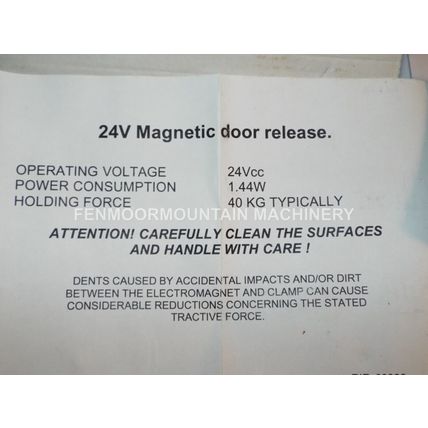 24V Magnetic door release.
OPERATING VOLTAGE 24Vcc
POWER CONSUMPTION 1.44W
HOLDING FORCE 40 KG TYPICALLY
FENMOORMOUNTAIN MACHINERY
ATTENTION! CAREFULLY CLEAN THE SURFACES
AND HANDLE WITH CARE !
DENTS CAUSED BY ACCIDENTAL IMPACTS AND/OR DIRT
BETWEEN THE ELECTROMAGNET AND CLAMP CAN CAUSE
CONSIDERABLE REDUCTIONS CONCERNING THE STATED
TRACTIVE FORCE.